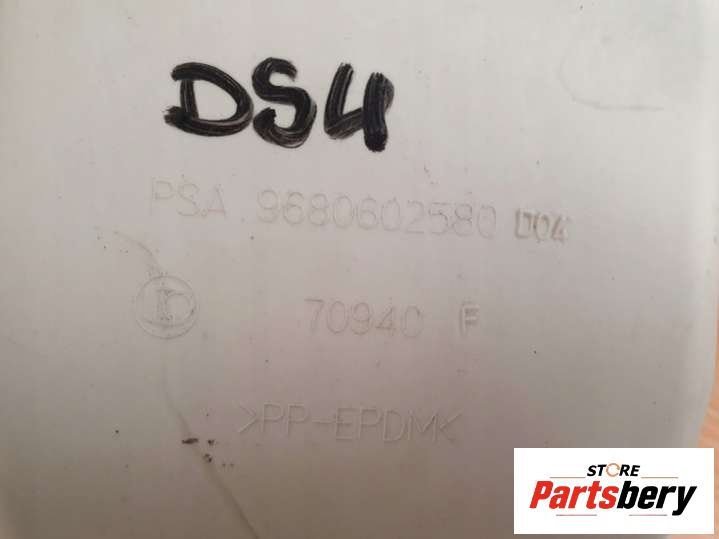 DS4
PSA 9680602580 D04
70940 F
>PP-EPDM<
STORE
Partsbery